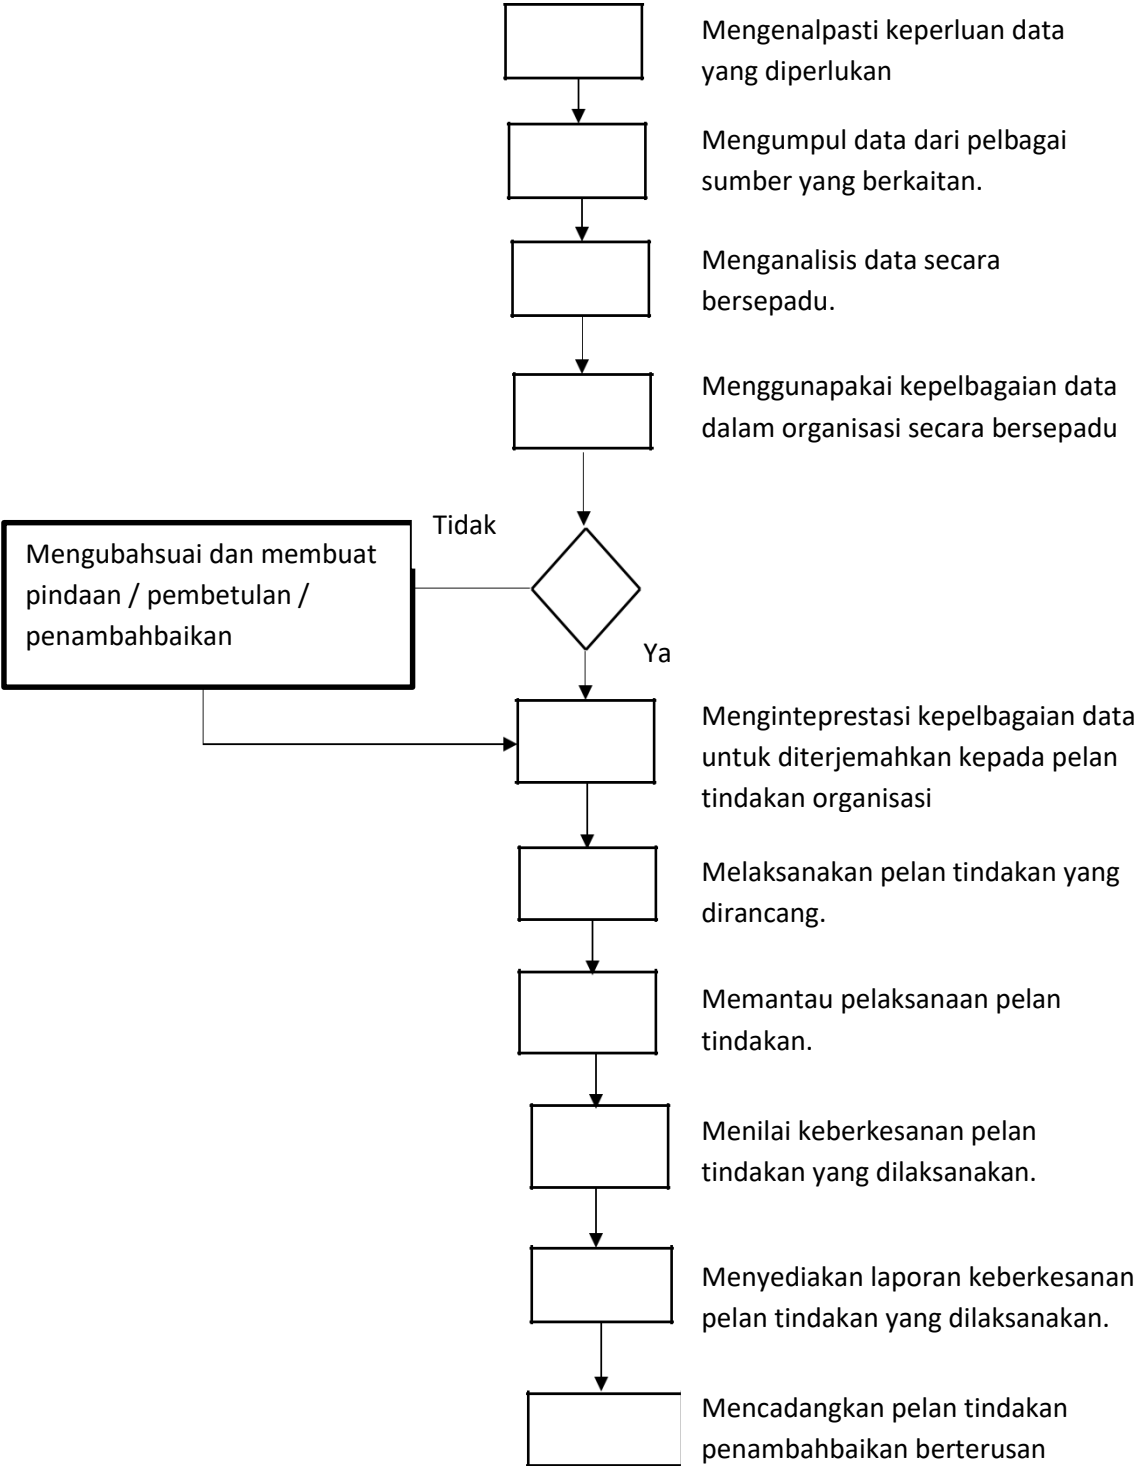 Mengenalpasti keperluan data
yang diperlukan
Mengumpul data dari pelbagai
sumber yang berkaitan.
Menganalisis data secara
bersepadu.
Menggunapakai kepelbagaian data
dalam organisasi secara bersepadu
Tidak
Mengubahsuai dan membuat
pindaan / pembetulan /
penambahbaikan
Ya
Menginteprestasi kepelbagaian data
untuk diterjemahkan kepada pelan
tindakan organisasi
Melaksanakan pelan tindakan yang
dirancang.
Memantau pelaksanaan pelan
tindakan.
Menilai keberkesanan pelan
tindakan yang dilaksanakan.
Menyediakan laporan keberkesanan
pelan tindakan yang dilaksanakan.
Mencadangkan pelan tindakan
penambahbaikan berterusan